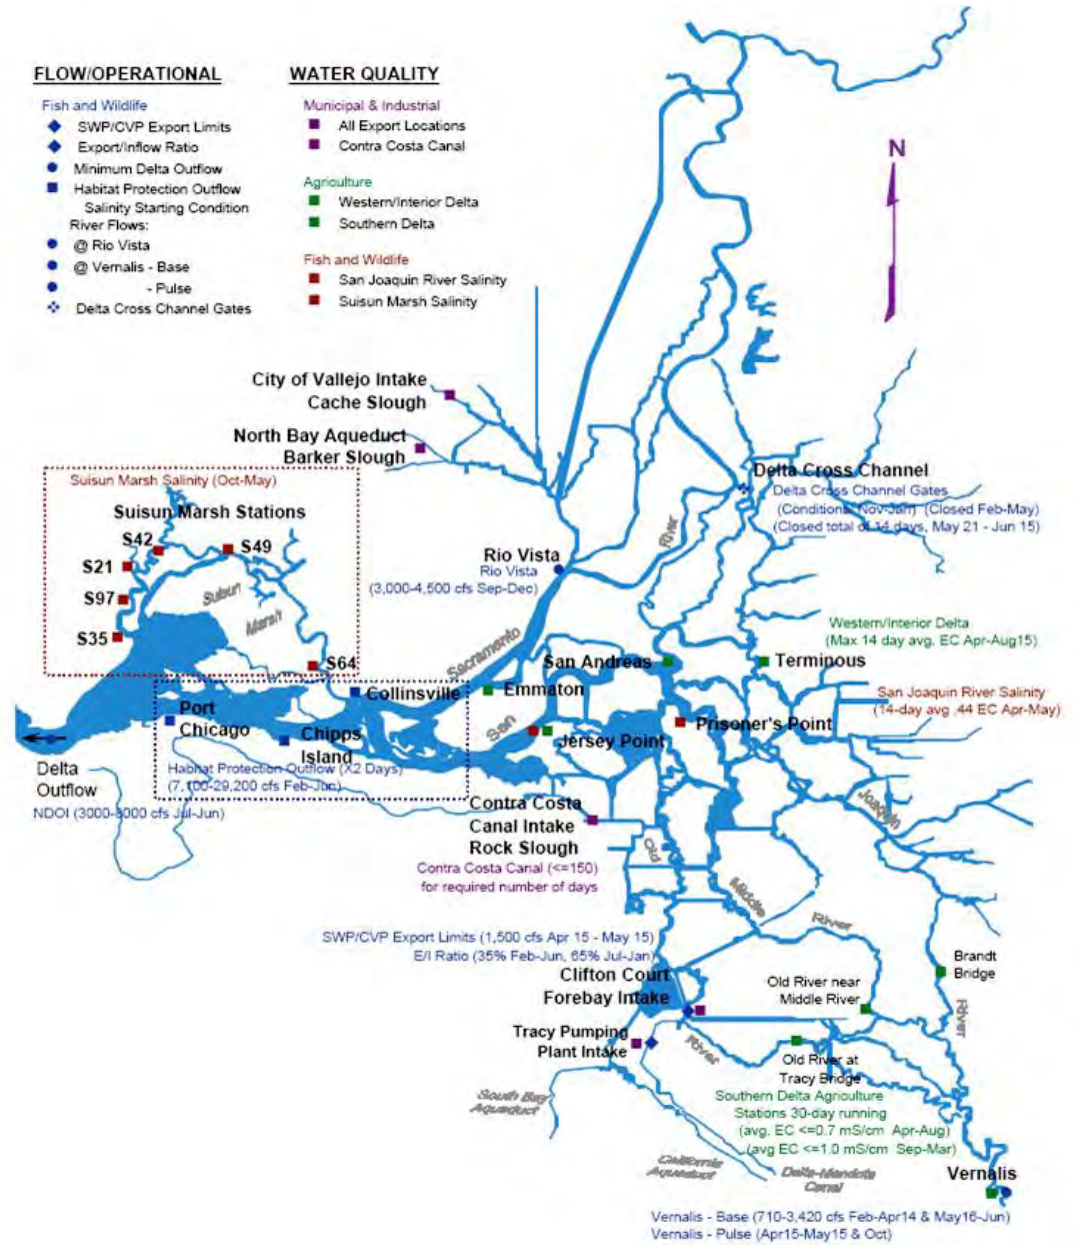 FLOW/OPERATIONAL
Fish and Wildlife
SWP/CVP Export Limits
Export/Inflow Ratio
Minimum Delta Outflow
Habitat Protection Outflow
Salinity Starting Condition
River Flows:
@ Rio Vista
@ Vernalis - Base
- Pulse
Delta Cross Channel Gates
WATER QUALITY
Municipal & Industrial
All Export Locations
Contra Costa Canal
Agriculture
Western/Interior Delta
Southern Delta
Fish and Wildlife
San Joaquin River Salinity
Suisun Marsh Salinity
N
City of Vallejo Intake
Cache Slough
North Bay Aqueduct
Barker Slough
Suisun Marsh Salinity (Oct-May)
Suisun Marsh Stations
S42
S49
S21
S97
S35
S64
Suisun
Marsh
Delta Cross Channel
Delta Cross Channel Gates
(Conditions, Nov-Jan) (Closed Feb-May)
(Closed total of 14 days, May 21 - Jun 15)
River
Rio Vista
Rio Vista
(3,000-4,500 cfs Sep-Dec)
Sacramento
Western/Interior Delta
(Max 14 day avg. EC Apr-Aug15)
San Andreas
Terminous
Collinsville
Emmaton
San Joaquin River Salinity
(14-day avg .44 EC Apr-May)
Port
Chicago
Chipps
Island
San
Jersey Point
Prisoner's Point
Habitat Protection Outflow (X2 Days)
(7,100-29,200 cfs Feb-Jun)
Delta
Outflow
NDOI (3000-8000 cfs Jul-Jun)
Contra Costa
Canal Intake
Rock Slough
Contra Costa Canal (<=150)
for required number of days
Joaquin
Old
Middle
River
SWP/CVP Export Limits (1,500 cfs Apr 15 - May 15)
E/I Ratio (35% Feb-Jun, 65% Jul-Jan)
Clifton Court
Forebay Intake
Old River near
Middle River
Brandt
Bridge
River
Tracy Pumping
Plant Intake
River
Old River at
Tracy Bridge
Southern Delta Agriculture
Stations 30-day running
(avg. EC <=0.7 mS/cm Apr-Aug)
(avg EC <=1.0 mS/cm Sep-Mar)
South Bay
Aqueduct
California
Aqueduct
Delta-Mendota
Canal
Vernalis
Vernalis - Base (710-3,420 cfs Feb-Apr14 & May16-Jun)
Vernalis - Pulse (Apr15-May15 & Oct)